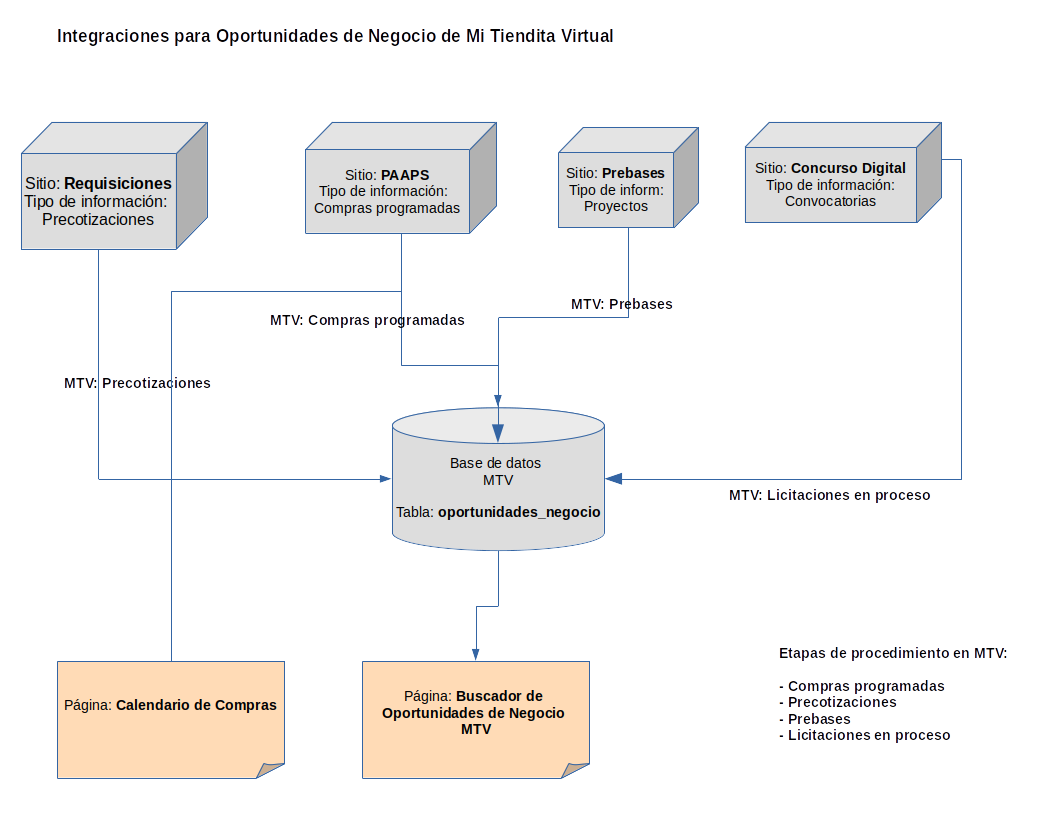 Integraciones para Oportunidades de Negocio de Mi Tiendita Virtual
Sitio: Requisiciones
Tipo de información:
Precotizaciones
Sitio: PAAPS
Tipo de información:
Compras programadas
Sitio: Prebases
Tipo de inform:
Proyectos
Sitio: Concurso Digital
Tipo de información:
Convocatorias
MTV: Prebases
MTV: Compras programadas
MTV: Precotizaciones
Base de datos
MTV
Tabla: oportunidades_negocio
MTV: Licitaciones en proceso
Página: Calendario de Compras
Página: Buscador de
Oportunidades de Negocio
MTV
Etapas de procedimiento en MTV:
- Compras programadas
- Precotizaciones
- Prebases
- Licitaciones en proceso